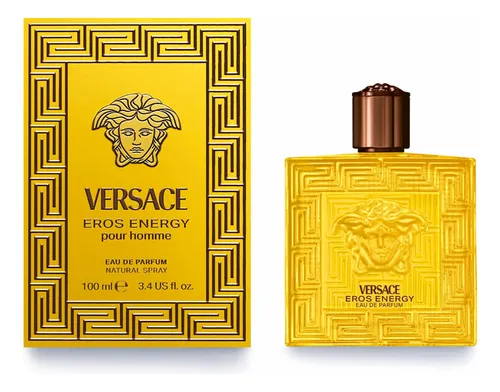 VERSACE
EROS ENERGY
pour homme
EAU DE PARFUM
NATURAL SPRAY
100 ml ℮ 3.4 US fl. oz.
VERSACE
EROS ENERGY
EAU DE PARFUM